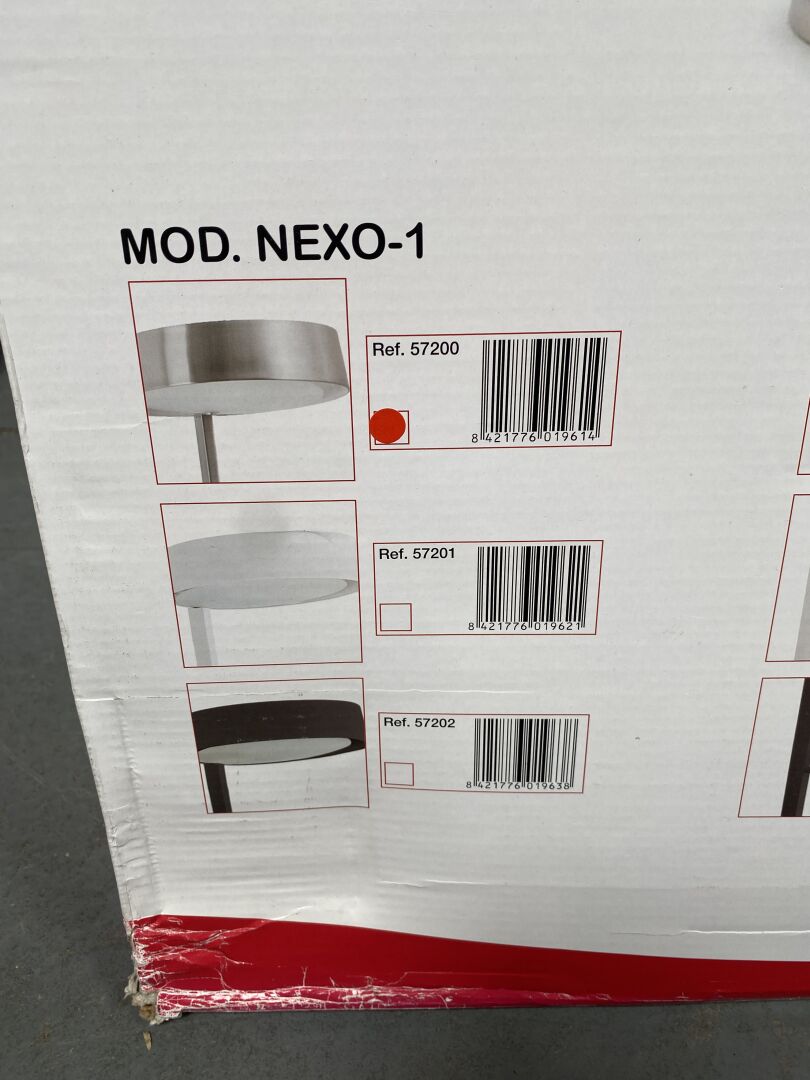 MOD. NEXO-1
Ref. 57200
8 421776 019614
Ref. 57201
8 421776 019621
Ref. 57202
8 421776 019638